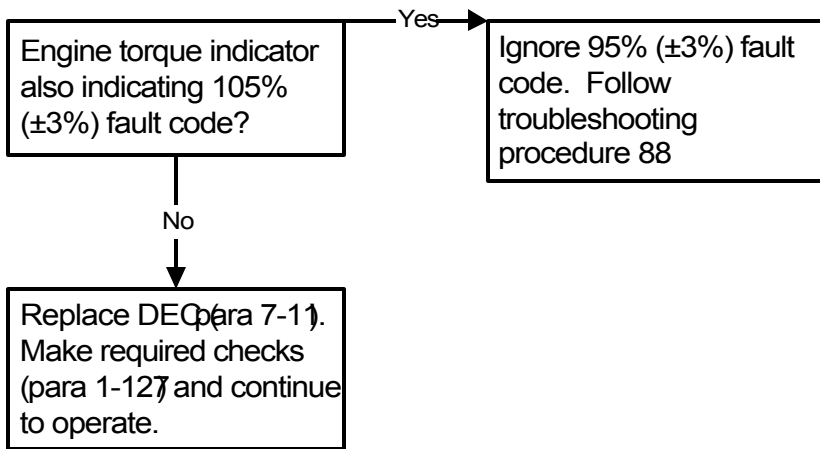 Engine torque indicator
also indicating 105%
(±3%) fault code?
Yes
Ignore 95% (±3%) fault
code. Follow
troubleshooting
procedure 88
No
Replace DEC (para 7-11).
Make required checks
(para 1-127) and continue
to operate.